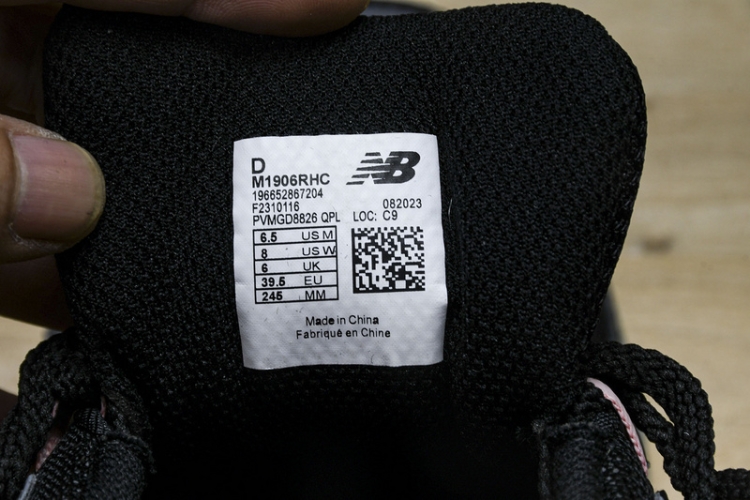 D
NB
M1906RHC
196652867204
F2310116
082023
PVMGD8826 QPL LOC: C9
6.5 US M
8 US W
6 UK
39.5 EU
245 MM
Made in China
Fabriqué en Chine